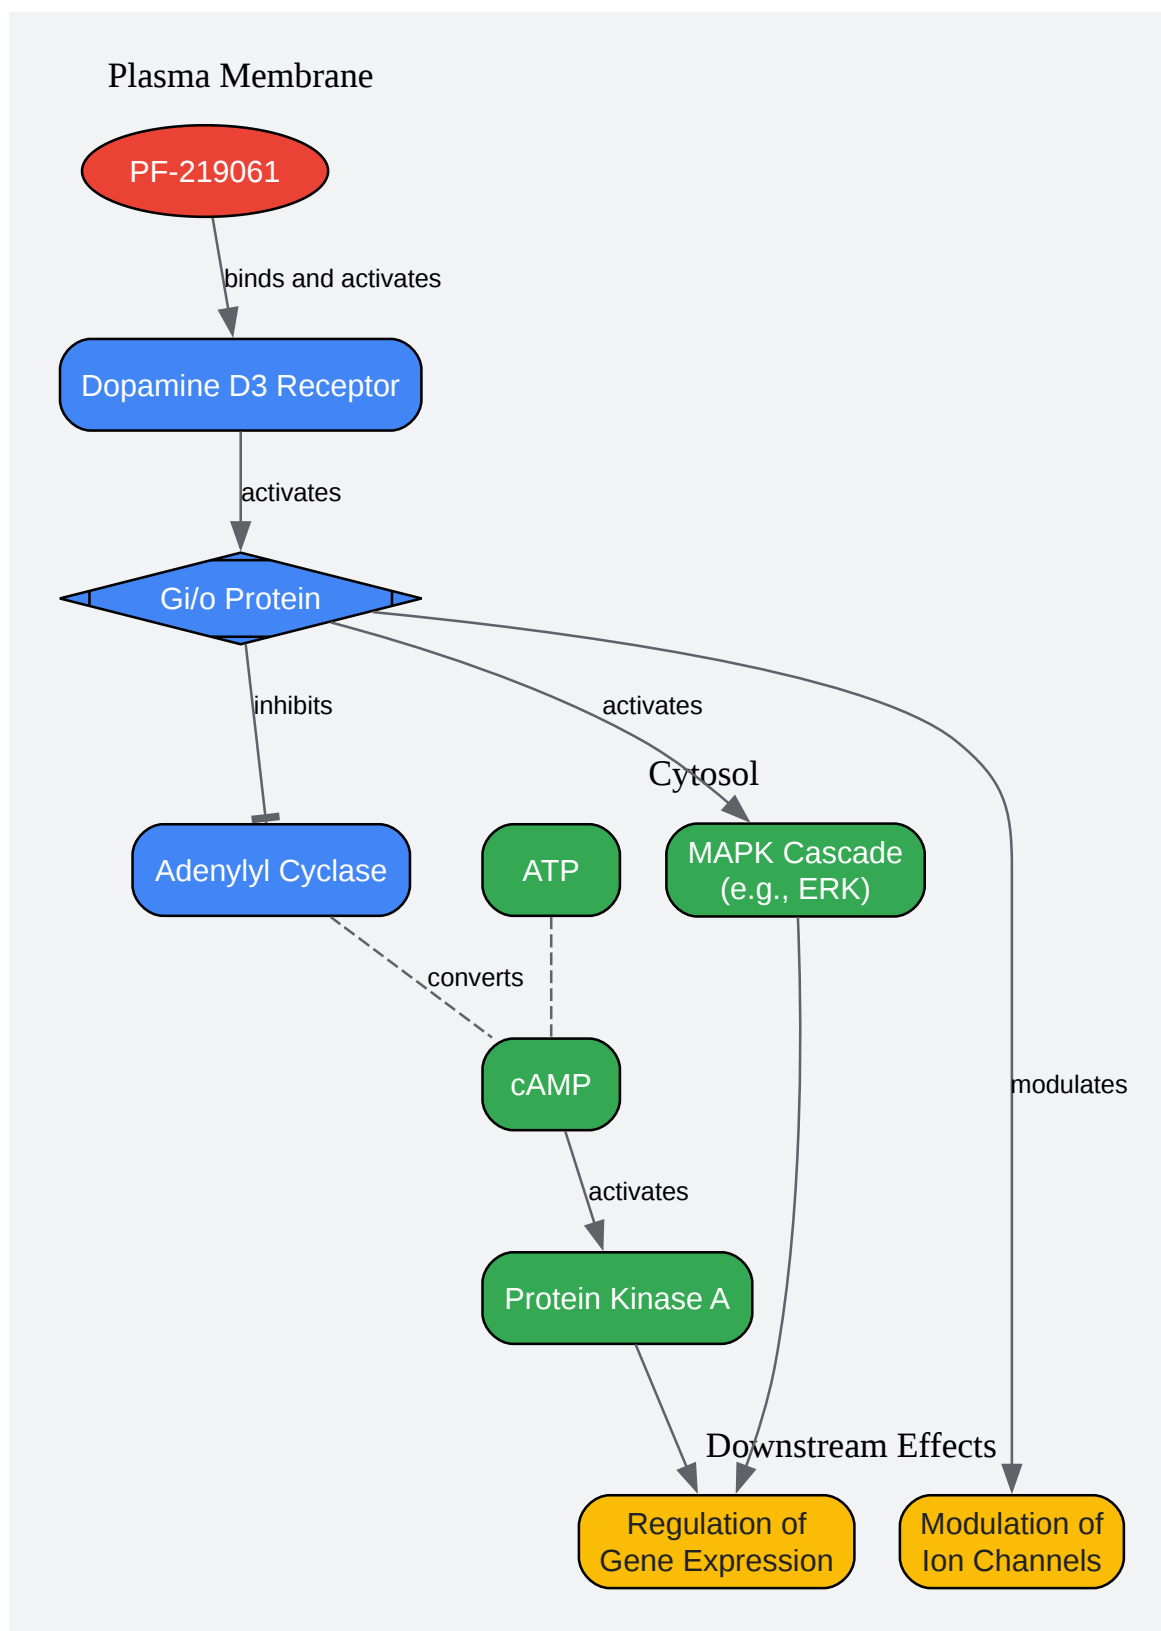 Plasma Membrane
PF-219061
binds and activates
Dopamine D3 Receptor
activates
Gi/o Protein
inhibits
activates
Cytosol
Adenylyl Cyclase
ATP
MAPK Cascade
(e.g., ERK)
converts
cAMP
modulates
activates
Protein Kinase A
Downstream Effects
Regulation of
Gene Expression
Modulation of
Ion Channels